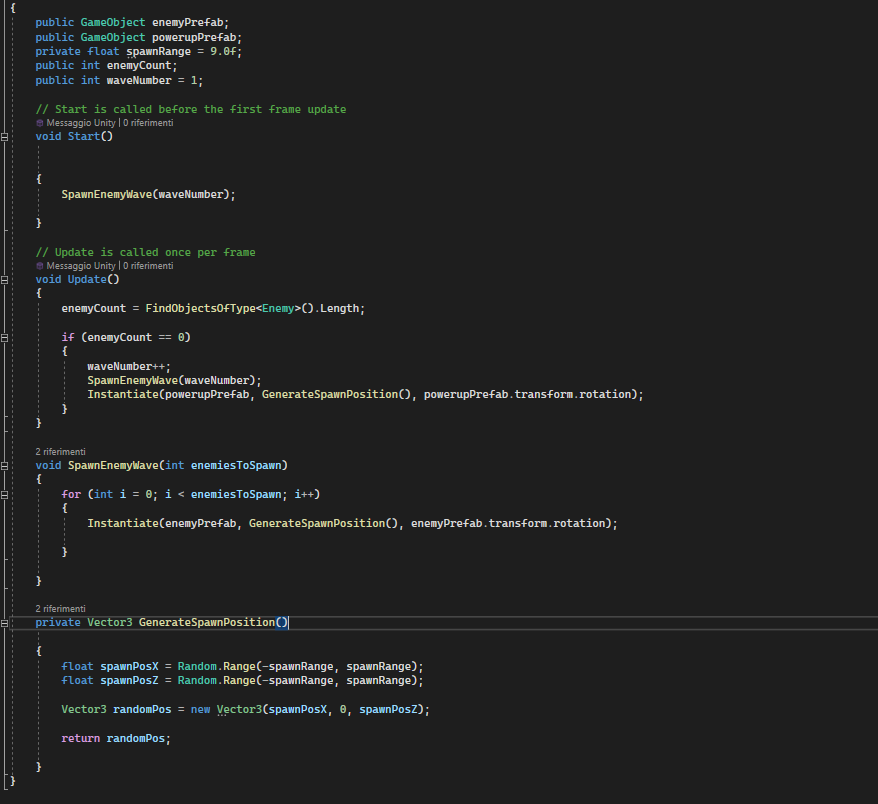 {
public GameObject enemyPrefab;
public GameObject powerupPrefab;
private float spawnRange = 9.0f;
public int enemyCount;
public int waveNumber = 1;
// Start is called before the first frame update
Messaggio Unity | 0 riferimenti
void Start()
{
SpawnEnemyWave(waveNumber);
}
// Update is called once per frame
Messaggio Unity | 0 riferimenti
void Update()
{
enemyCount = FindObjectsOfType<Enemy>().Length;
if (enemyCount == 0)
{
waveNumber++;
SpawnEnemyWave(waveNumber);
Instantiate(powerupPrefab, GenerateSpawnPosition(), powerupPrefab.transform.rotation);
}
}
2 riferimenti
void SpawnEnemyWave(int enemiesToSpawn)
{
for (int i = 0; i < enemiesToSpawn; i++)
{
Instantiate(enemyPrefab, GenerateSpawnPosition(), enemyPrefab.transform.rotation);
}
}
2 riferimenti
private Vector3 GenerateSpawnPosition()
{
float spawnPosX = Random.Range(-spawnRange, spawnRange);
float spawnPosZ = Random.Range(-spawnRange, spawnRange);
Vector3 randomPos = new Vector3(spawnPosX, 0, spawnPosZ);
return randomPos;
}
}